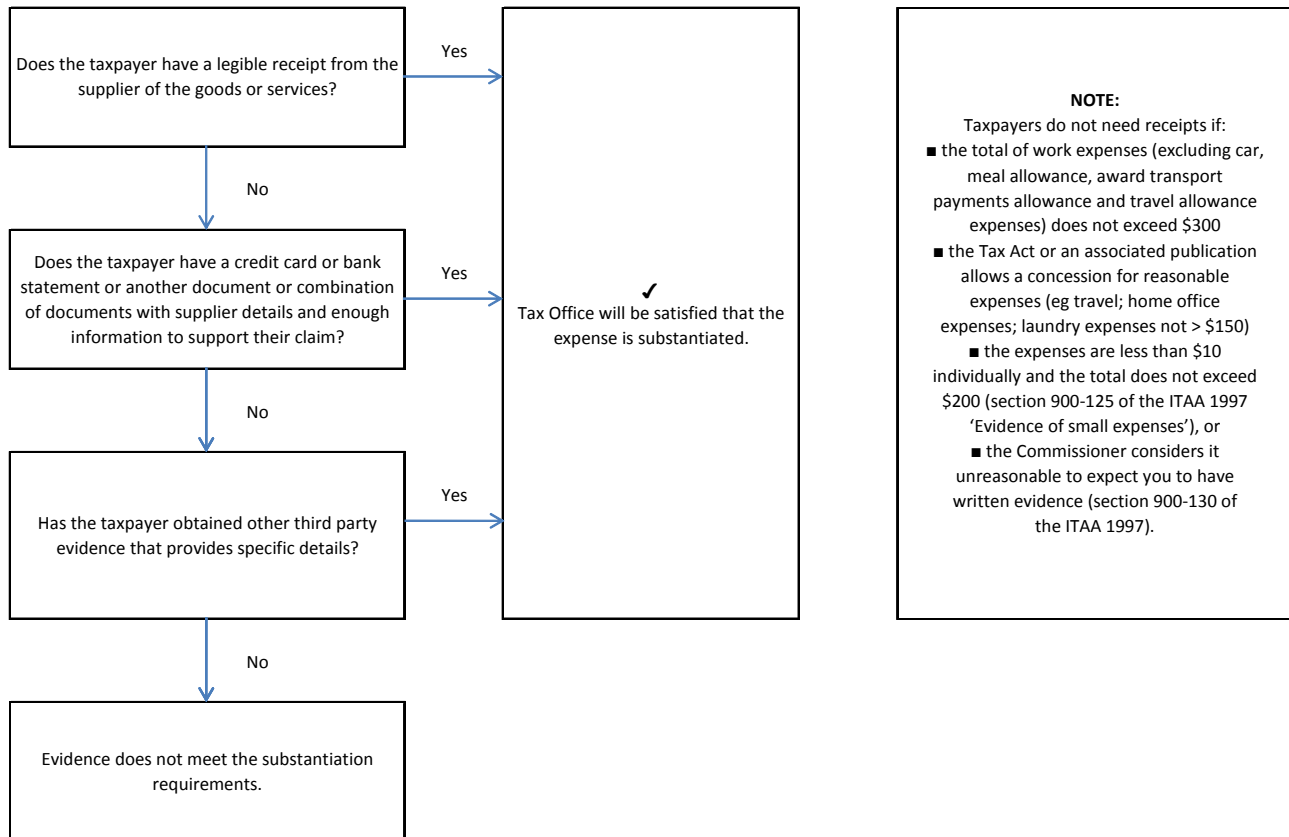 Does the taxpayer have a legible receipt from the
supplier of the goods or services?
Yes
No
Does the taxpayer have a credit card or bank
statement or another document or combination
of documents with supplier details and enough
information to support their claim?
Yes
No
Has the taxpayer obtained other third party
evidence that provides specific details?
Yes
No
Evidence does not meet the substantiation
requirements.
✓
Tax Office will be satisfied that the
expense is substantiated.
NOTE:
Taxpayers do not need receipts if:
■ the total of work expenses (excluding car,
meal allowance, award transport
payments allowance and travel allowance
expenses) does not exceed $300
■ the Tax Act or an associated publication
allows a concession for reasonable
expenses (eg travel; home office
expenses; laundry expenses not > $150)
■ the expenses are less than $10
individually and the total does not exceed
$200 (section 900-125 of the ITAA 1997
‘Evidence of small expenses’), or
■ the Commissioner considers it
unreasonable to expect you to have
written evidence (section 900-130 of
the ITAA 1997).